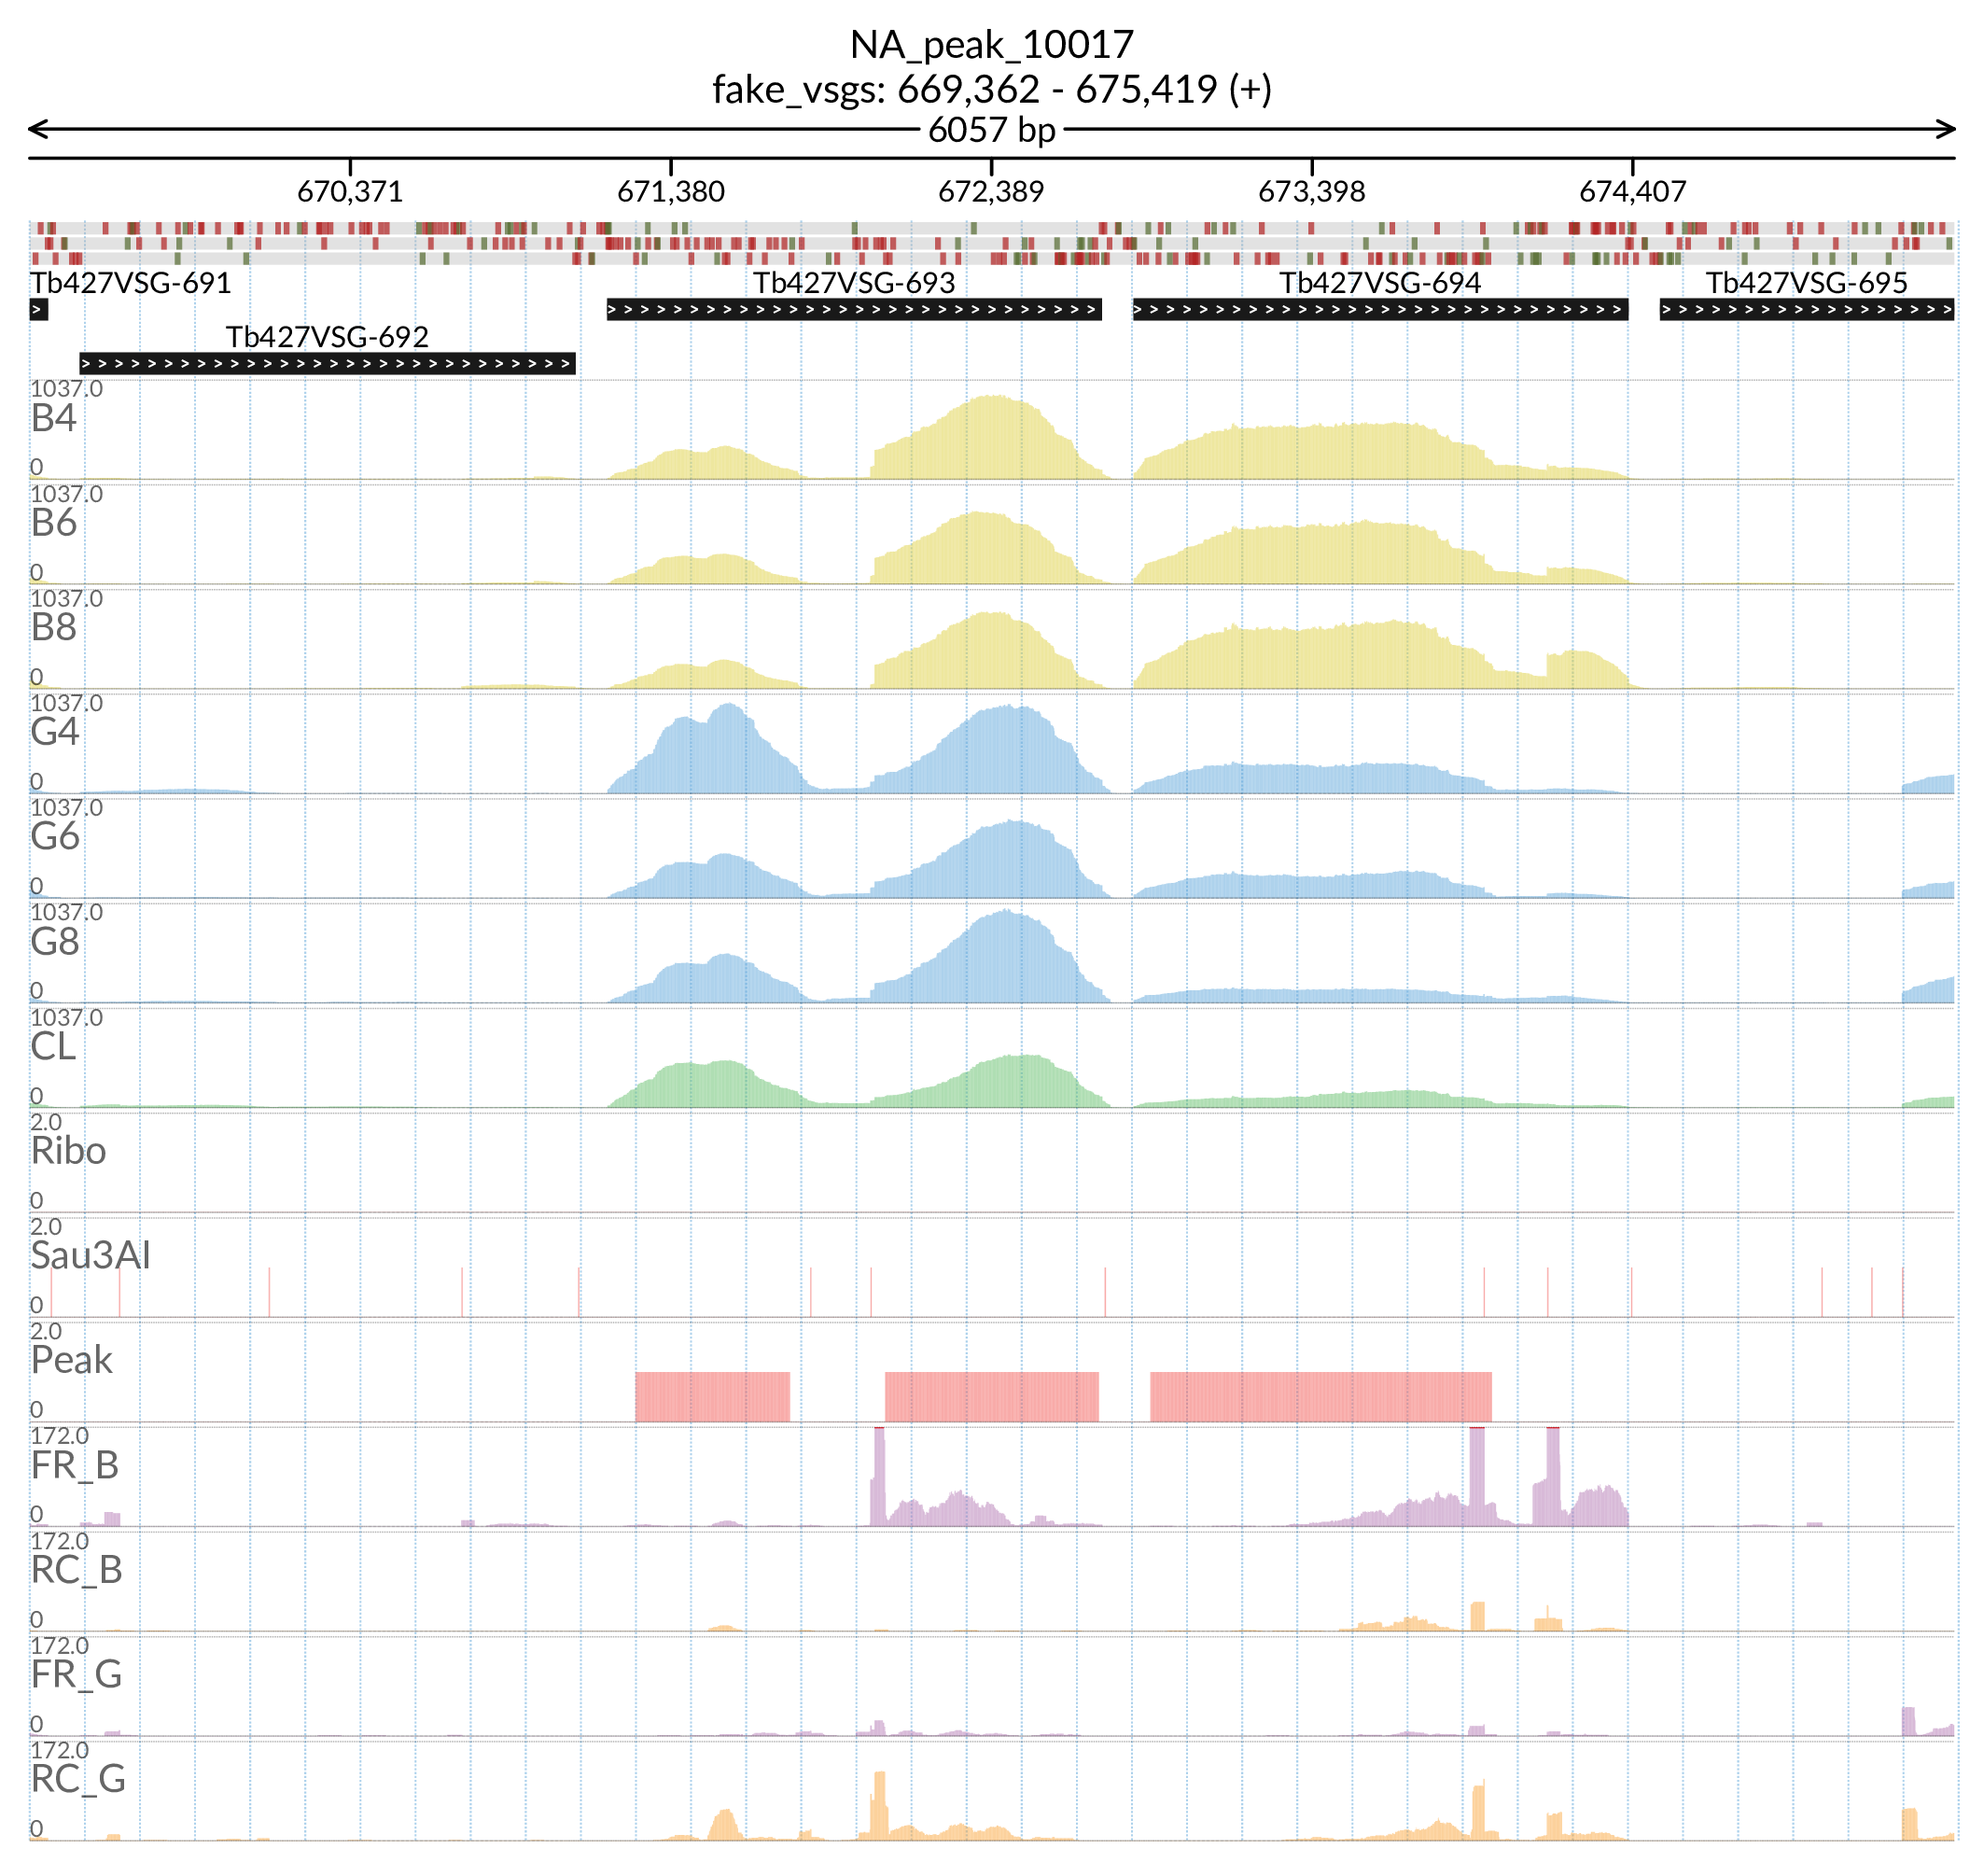 NA_peak_10017
fake_vsgs: 669,362 - 675,419 (+)
6057 bp
670,371 671,380 672,389 673,398 674,407
Tb427VSG-691 Tb427VSG-693 Tb427VSG-694 Tb427VSG-695
Tb427VSG-692
1037.0
B4
0
1037.0
B6
0
1037.0
B8
0
1037.0
G4
0
1037.0
G6
0
1037.0
G8
0
1037.0
CL
0
2.0
Ribo
0
2.0
Sau3AI
0
2.0
Peak
0
172.0
FR_B
0
172.0
RC_B
0
172.0
FR_G
0
172.0
RC_G
0